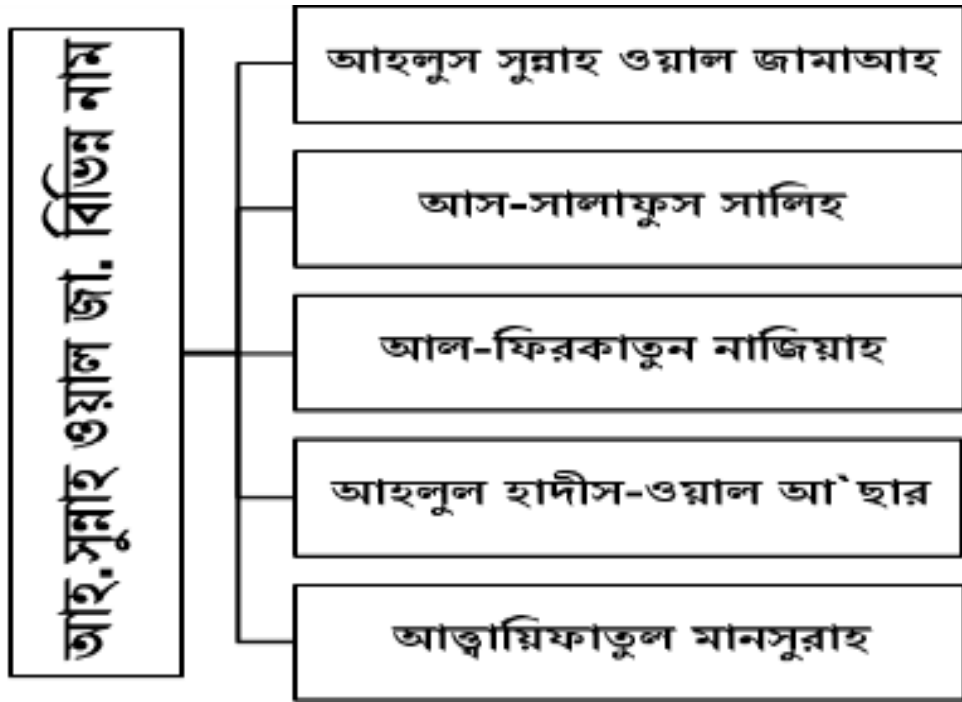 আহ.সুন্নাহ ওয়াল জা. বিভিন্ন নাম
আহলুস সুন্নাহ ওয়াল জামাআহ
আস-সালাফুস সালিহ
আল-ফিরকাতুন নাজিয়াহ
আহলুল হাদীস-ওয়াল আ`ছার
আত্ত্বায়িফাতুল মানসুরাহ